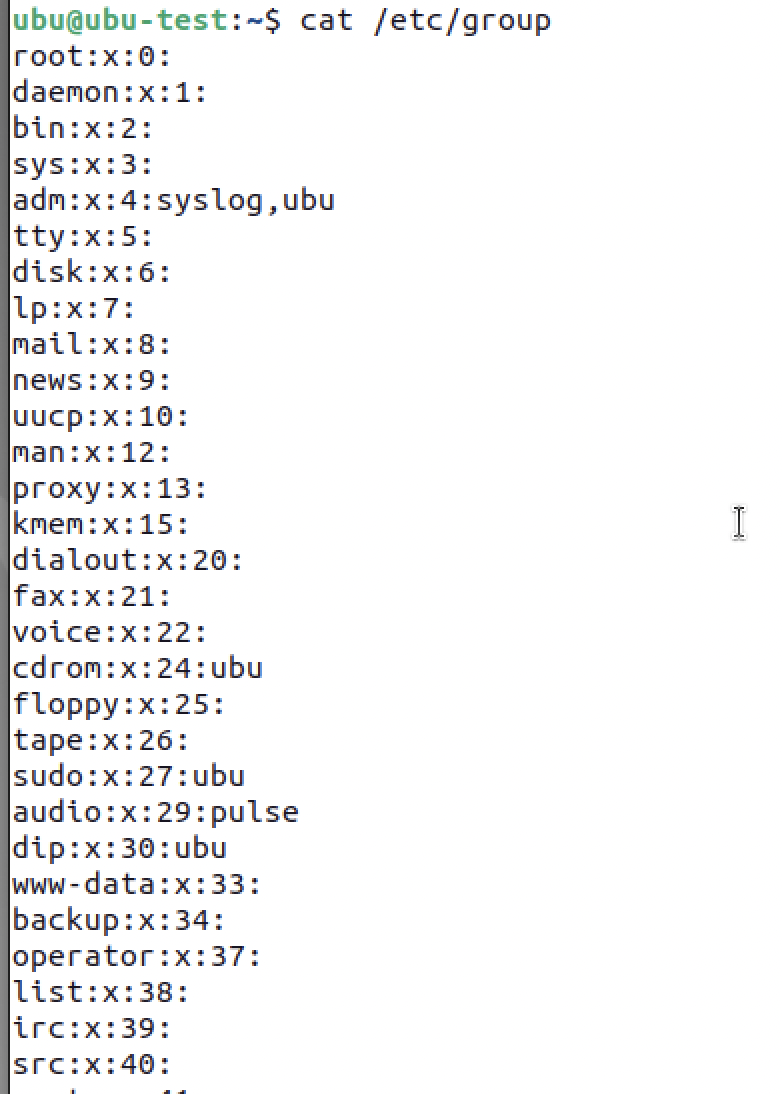 ubu@ubu-test:~$ cat /etc/group
root:x:0:
daemon:x:1:
bin:x:2:
sys:x:3:
adm:x:4:syslog,ubu
tty:x:5:
disk:x:6:
lp:x:7:
mail:x:8:
news:x:9:
uucp:x:10:
man:x:12:
proxy:x:13:
kmem:x:15:
dialout:x:20:
fax:x:21:
voice:x:22:
cdrom:x:24:ubu
floppy:x:25:
tape:x:26:
sudo:x:27:ubu
audio:x:29:pulse
dip:x:30:ubu
www-data:x:33:
backup:x:34:
operator:x:37:
list:x:38:
irc:x:39:
src:x:40: